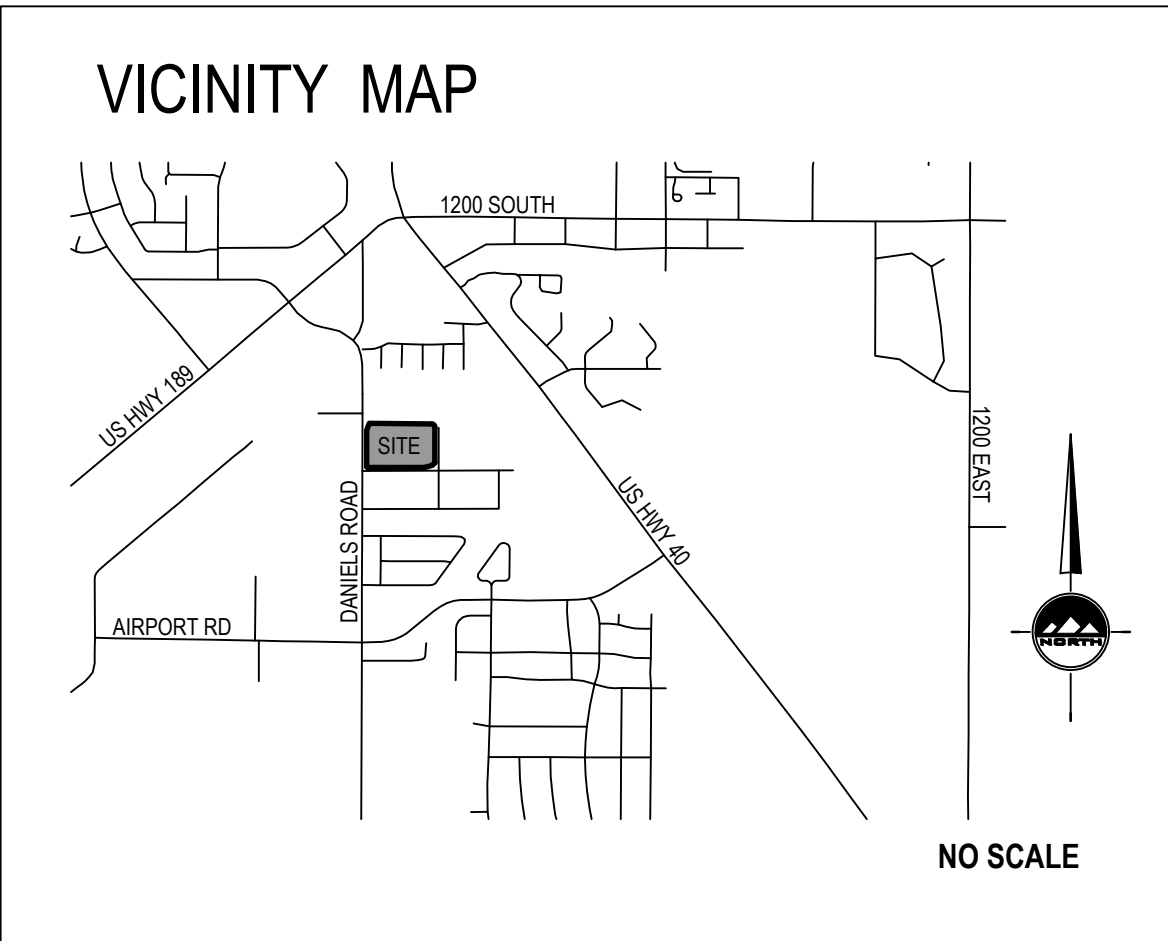 VICINITY MAP
1200 SOUTH
US HWY 189
SITE
1200 EAST
DANIELS ROAD
US HWY 40
AIRPORT RD
NORTH
NO SCALE